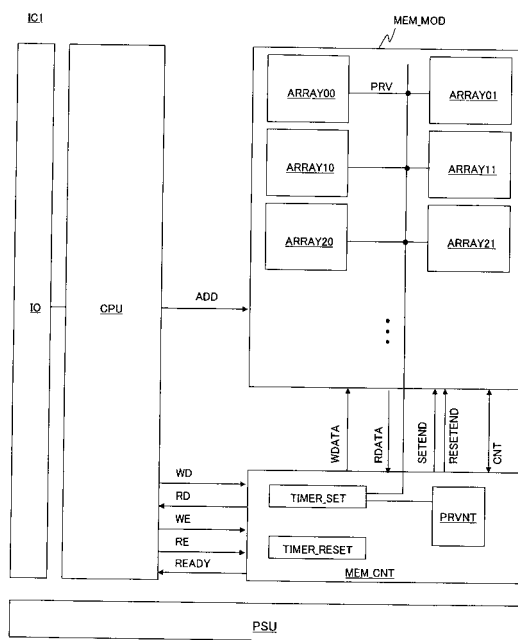 IC1
MEM_MOD
ARRAY00
PRV
ARRAY01
ARRAY10
ARRAY11
ARRAY20
ARRAY21
ADD
IO
CPU
WDATA
RDATA
SETEND
RESETEND
CNT
WD
RD
WE
RE
READY
TIMER_SET
PRVNT
TIMER_RESET
MEM_CNT
PSU